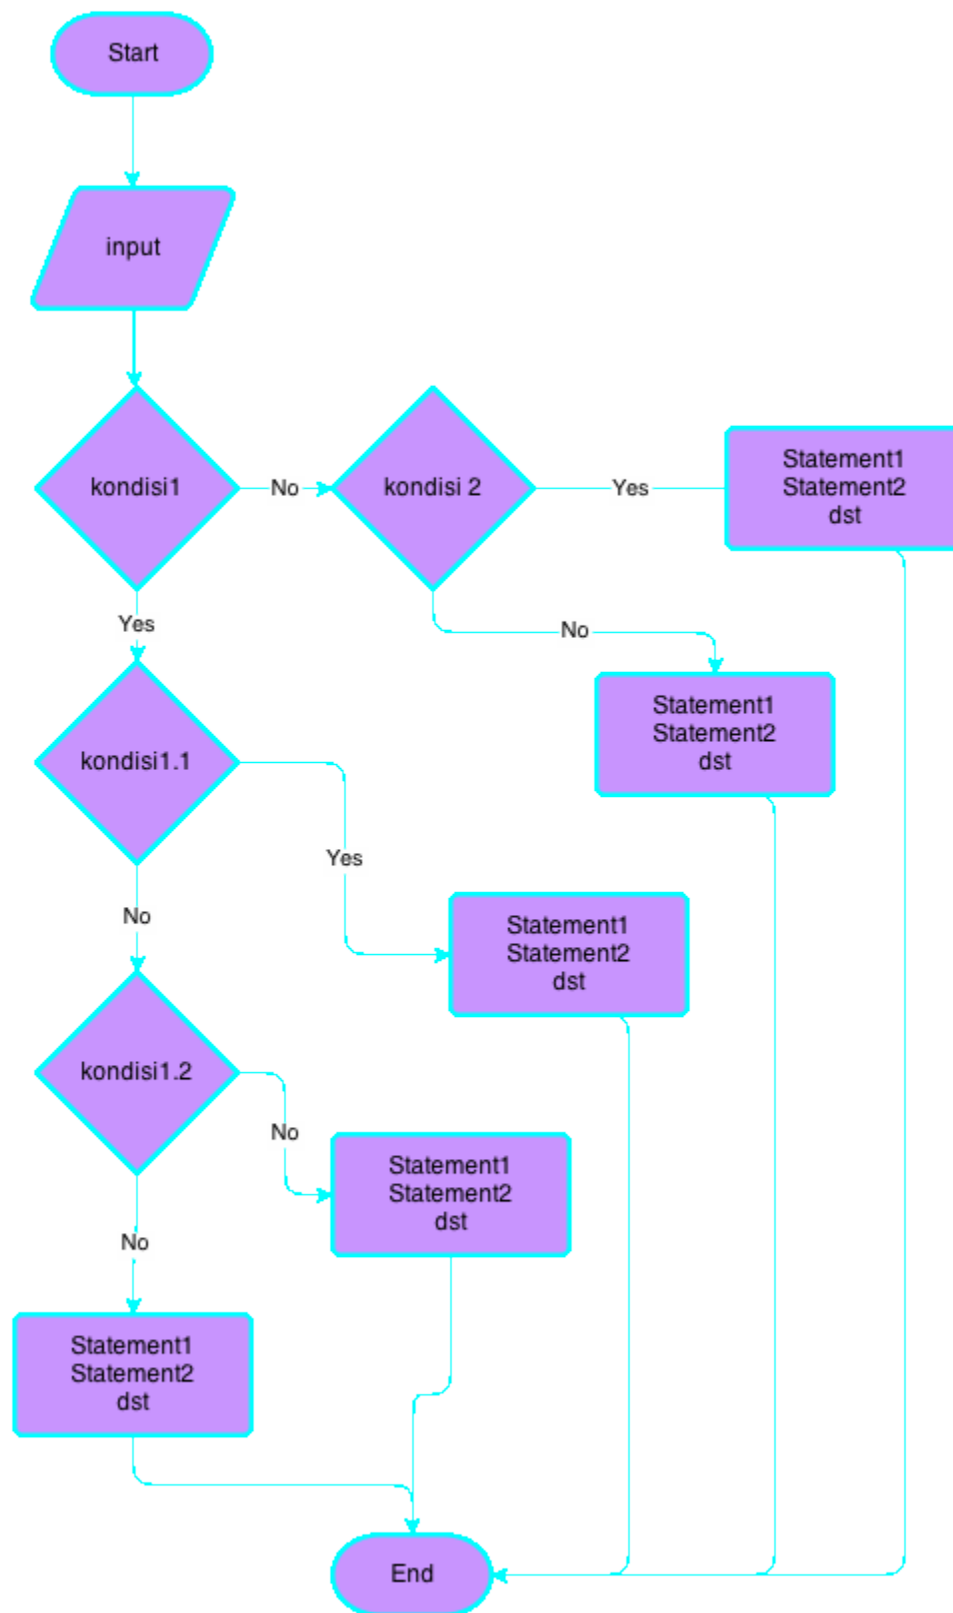 Start
input
kondisi1
No
kondisi 2
Yes
Statement1
Statement2
dst
Yes
No
Statement1
Statement2
dst
kondisi1.1
Yes
No
Statement1
Statement2
dst
kondisi1.2
No
Statement1
Statement2
dst
No
Statement1
Statement2
dst
End